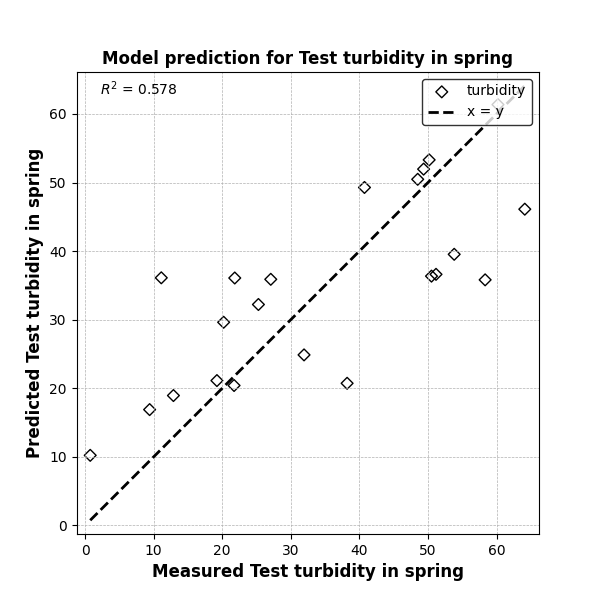 Model prediction for Test turbidity in spring
R² = 0.578
turbidity
x = y
Predicted Test turbidity in spring
60
50
40
30
20
10
0
0 10 20 30 40 50 60
Measured Test turbidity in spring